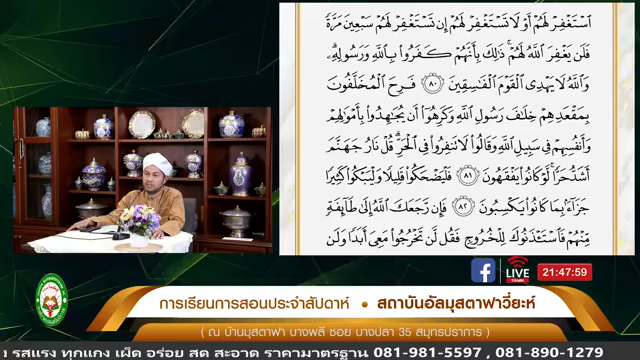 ٱسْتَغْفِرْ لَهُمْ أَوْ لَا تَسْتَغْفِرْ لَهُمْ إِن تَسْتَغْفِرْ لَهُمْ سَبْعِينَ مَرَّةً
فَلَن يَغْفِرَ ٱللَّهُ لَهُمْ ۚ ذَٰلِكَ بِأَنَّهُمْ كَفَرُوا۟ بِٱللَّهِ وَرَسُولِهِۦ ۗ
وَٱللَّهُ لَا يَهْدِى ٱلْقَوْمَ ٱلْفَـٰسِقِينَ ٨٠ فَرِحَ ٱلْمُخَلَّفُونَ
بِمَقْعَدِهِمْ خِلَـٰفَ رَسُولِ ٱللَّهِ وَكَرِهُوٓا۟ أَن يُجَـٰهِدُوا۟ بِأَمْوَٰلِهِمْ
وَأَنفُسِهِمْ فِى سَبِيلِ ٱللَّهِ وَقَالُوا۟ لَا تَنفِرُوا۟ فِى ٱلْحَرِّ ۗ قُلْ نَارُ جَهَنَّمَ
أَشَدُّ حَرًّا ۚ لَّوْ كَانُوا۟ يَفْقَهُونَ ٨١ فَلْيَضْحَكُوا۟ قَلِيلًا وَلْيَبْكُوا۟ كَثِيرًا
جَزَآءًۢ بِمَا كَانُوا۟ يَكْسِبُونَ ٨٢ فَإِن رَّجَعَكَ ٱللَّهُ إِلَىٰ طَآئِفَةٍ
مِّنْهُمْ فَٱسْتَـْٔذَنُوكَ لِلْخُرُوجِ فَقُل لَّن تَخْرُجُوا۟ مَعِىَ أَبَدًا وَلَن
LIVE 21:47:59
การเรียนการสอนประจำสัปดาห์ • สถาบันอัลมุสตาฟาวี่ยะห์
( ณ บ้านมุสตาฟา บางพลี ซอย บางปลา 35 สมุทรปราการ )
รสแรง ทุกแกง เผ็ด อร่อย สด สะอาด ราคามาตรฐาน 081-981-5597 , 081-890-1279